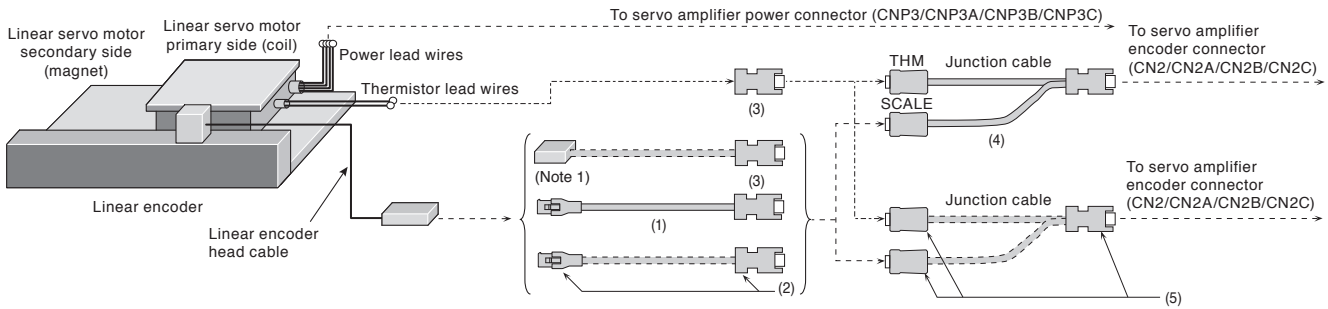 To servo amplifier power connector (CNP3/CNP3A/CNP3B/CNP3C)
Linear servo motor
secondary side
(magnet)
Linear servo motor
primary side (coil)
Power lead wires
Thermistor lead wires
(3)
THM
Junction cable
SCALE
(4)
To servo amplifier
encoder connector
(CN2/CN2A/CN2B/CN2C)
(Note 1)
(3)
(1)
(2)
Linear encoder
Linear encoder
head cable
Junction cable
To servo amplifier
encoder connector
(CN2/CN2A/CN2B/CN2C)
(5)